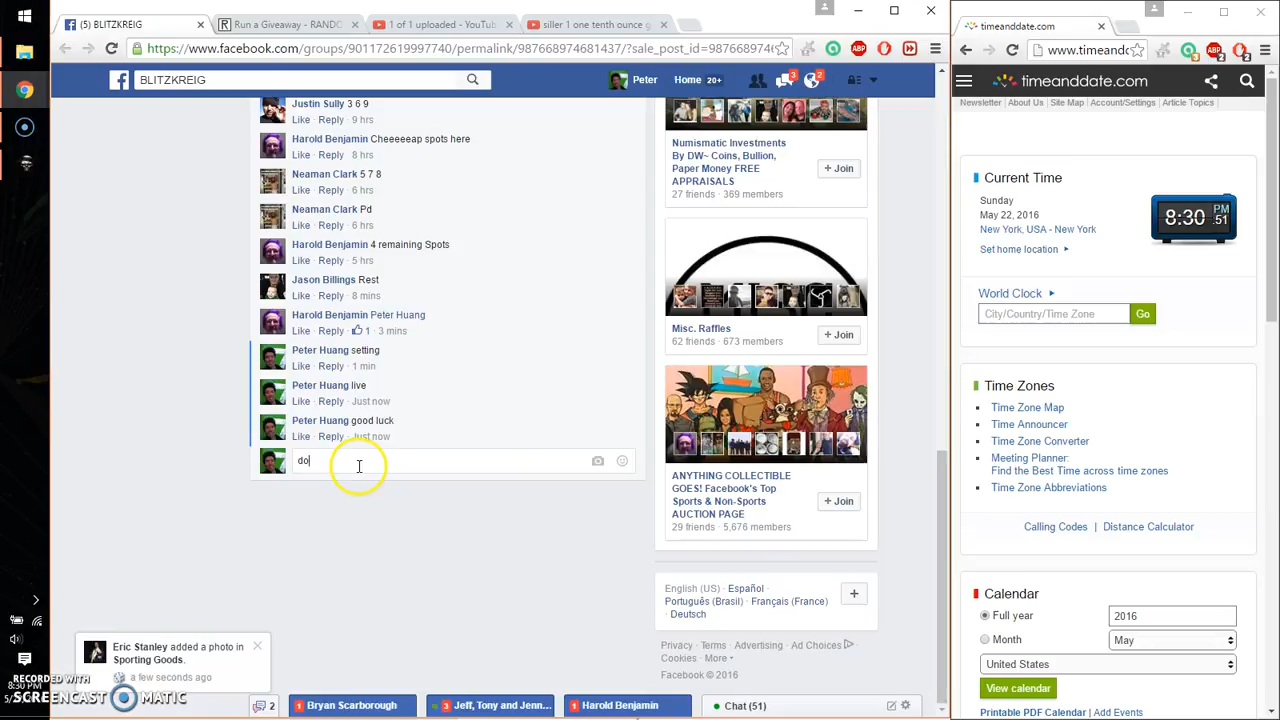 (5) BLITZKREIG
Run a Giveaway - RANDO
1 of 1 uploaded - YouTube
siller 1 one tenth ounce g
timeanddate.com
https://www.facebook.com/groups/901172619997740/permalink/987668974681437/?sale_post_id=
www.timeand
BLITZKREIG
Peter
Home 20+
3
2
timeanddate.com
Newsletter
About Us
Site Map
Account/Settings
Article Topics
Justin Sully 3 6 9
Like · Reply · 9 hrs
Harold Benjamin Cheeeeeap spots here
Like · Reply · 8 hrs
Neaman Clark 5 7 8
Like · Reply · 6 hrs
Neaman Clark Pd
Like · Reply · 6 hrs
Harold Benjamin 4 remaining Spots
Like · Reply · 5 hrs
Jason Billings Rest
Like · Reply · 8 mins
Harold Benjamin Peter Huang
Like · Reply · 1 · 3 mins
Peter Huang setting
Like · Reply · 1 min
Peter Huang live
Like · Reply · Just now
Peter Huang good luck
Like · Reply · Just now
do
Numismatic Investments
By DW~ Coins, Bullion,
Paper Money FREE
APPRAISALS
27 friends · 369 members
+ Join
Misc. Raffles
62 friends · 673 members
+ Join
ANYTHING COLLECTIBLE
GOES! Facebook's Top
Sports & Non-Sports
AUCTION PAGE
29 friends · 5,676 members
+ Join
English (US) · Español ·
Português (Brasil) · Français (France) ·
Deutsch
+
Privacy · Terms · Advertising · Ad Choices ·
Cookies · More
Facebook © 2016
Current Time
Sunday
May 22, 2016
New York, USA - New York
Set home location
8:30 PM 51
World Clock
City/Country/Time Zone
Go
Time Zones
Time Zone Map
Time Announcer
Time Zone Converter
Meeting Planner:
Find the Best Time across time zones
Time Zone Abbreviations
Calling Codes | Distance Calculator
Calendar
Full year
2016
Month
May
United States
View calendar
Printable PDF Calendar | Add Events
Eric Stanley added a photo in
Sporting Goods.
a few seconds ago
RECORDED WITH
SCREENCAST MATIC
8:30 PM
2
1 Bryan Scarborough
3 Jeff, Tony and Jenn...
1 Harold Benjamin
Chat (51)